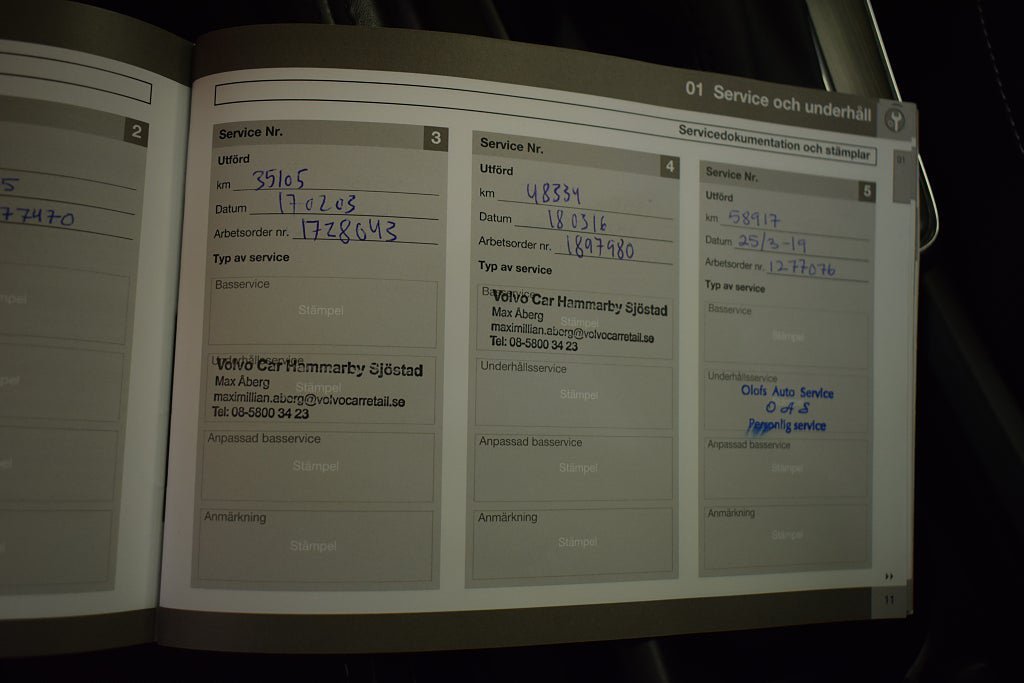 01 Service och underhåll
Servicedokumentation och stämplar
01
2
5
77470
Service Nr. 3
Utförd
km 35105
Datum 170203
Arbetsorder nr. 1728043
Typ av service
Basservice
Stämpel
Underhållsservice
Stämpel
Volvo Car Hammarby Sjöstad
Max Åberg
maximillian.aberg@volvocarretail.se
Tel: 08-5800 34 23
Anpassad basservice
Stämpel
Anmärkning
Stämpel
Service Nr. 4
Utförd
km 48334
Datum 180316
Arbetsorder nr. 1897980
Typ av service
Basservice
Stämpel
Volvo Car Hammarby Sjöstad
Max Åberg
maximillian.aberg@volvocarretail.se
Tel: 08-5800 34 23
Underhållsservice
Stämpel
Anpassad basservice
Stämpel
Anmärkning
Stämpel
Service Nr. 5
Utförd
km 58917
Datum 25/3-19
Arbetsorder nr. 1277076
Typ av service
Basservice
Stämpel
Underhållsservice
Olofs Auto Service
OAS
Personlig service
Anpassad basservice
Stämpel
Anmärkning
Stämpel
11